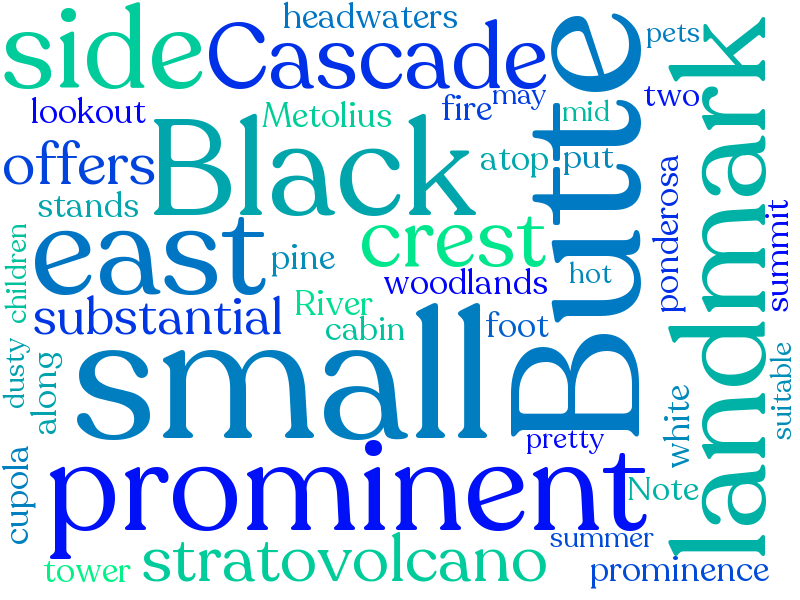 headwaters
side
Cascade
pets
lookout
Metolius
fire
may
mid
two
offers
Black
atop
put
Butte
landmark
stands
ponderosa
summit
children
east
pine
crest
woodlands
hot
substantial
River
cabin
foot
dusty
along
small
white
suitable
pretty
cupola
prominent
Note
summer
tower
stratovolcano
prominence